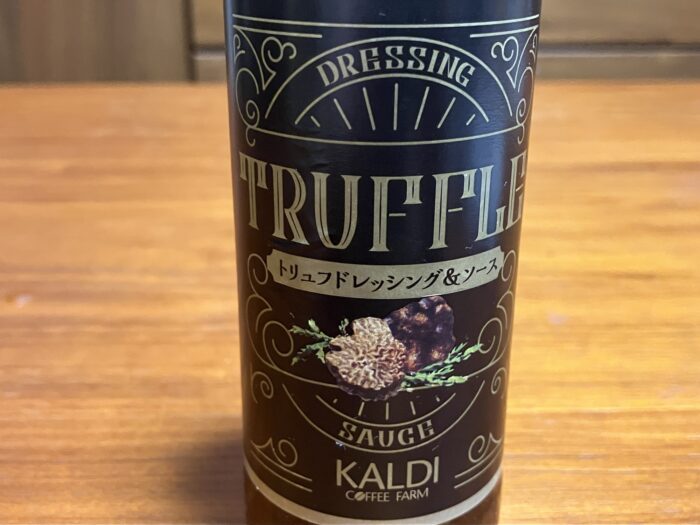 DRESSING
TRUFFLE
トリュフドレッシング&ソース
SAUCE
KALDI
COFFEE FARM